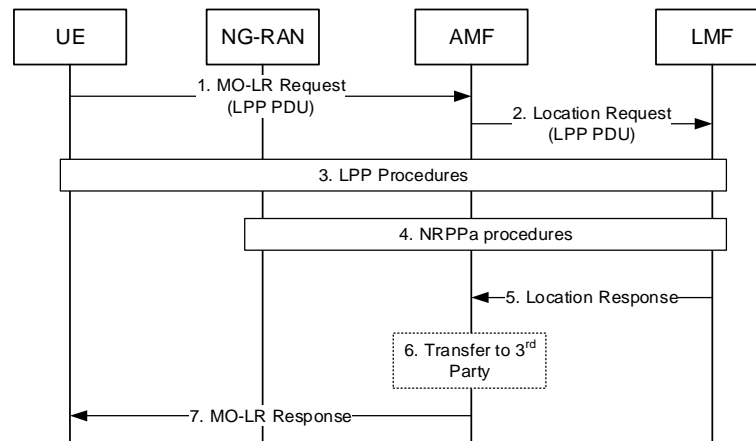 UE
NG-RAN
AMF
LMF
1. MO-LR Request
(LPP PDU)
2. Location Request
(LPP PDU)
3. LPP Procedures
4. NRPPa procedures
5. Location Response
6. Transfer to 3rd
Party
7. MO-LR Response